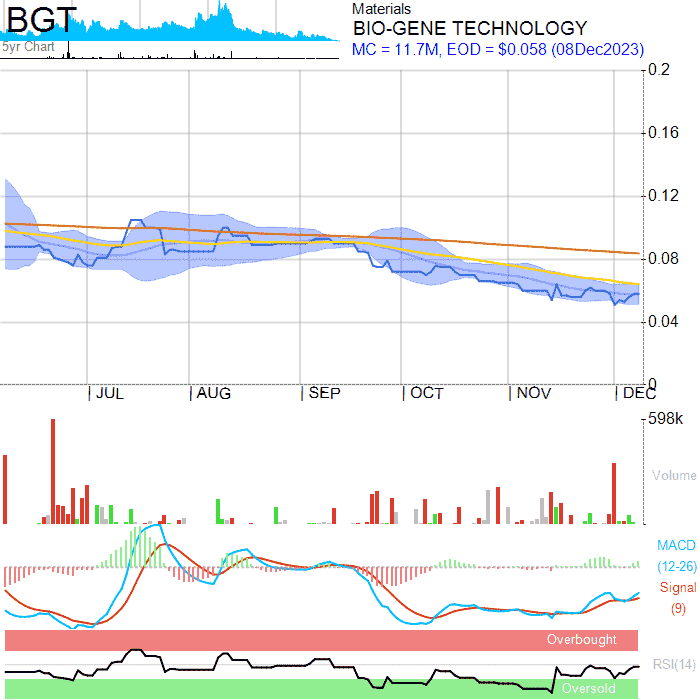 BGT
5yr Chart
Materials
BIO-GENE TECHNOLOGY
MC = 11.7M, EOD = $0.058 (08Dec2023)
0.2
0.16
0.12
0.08
0.04
0
JUL AUG SEP OCT NOV DEC
598k
Volume
MACD
(12-26)
Signal
(9)
Overbought
RSI(14)
Oversold